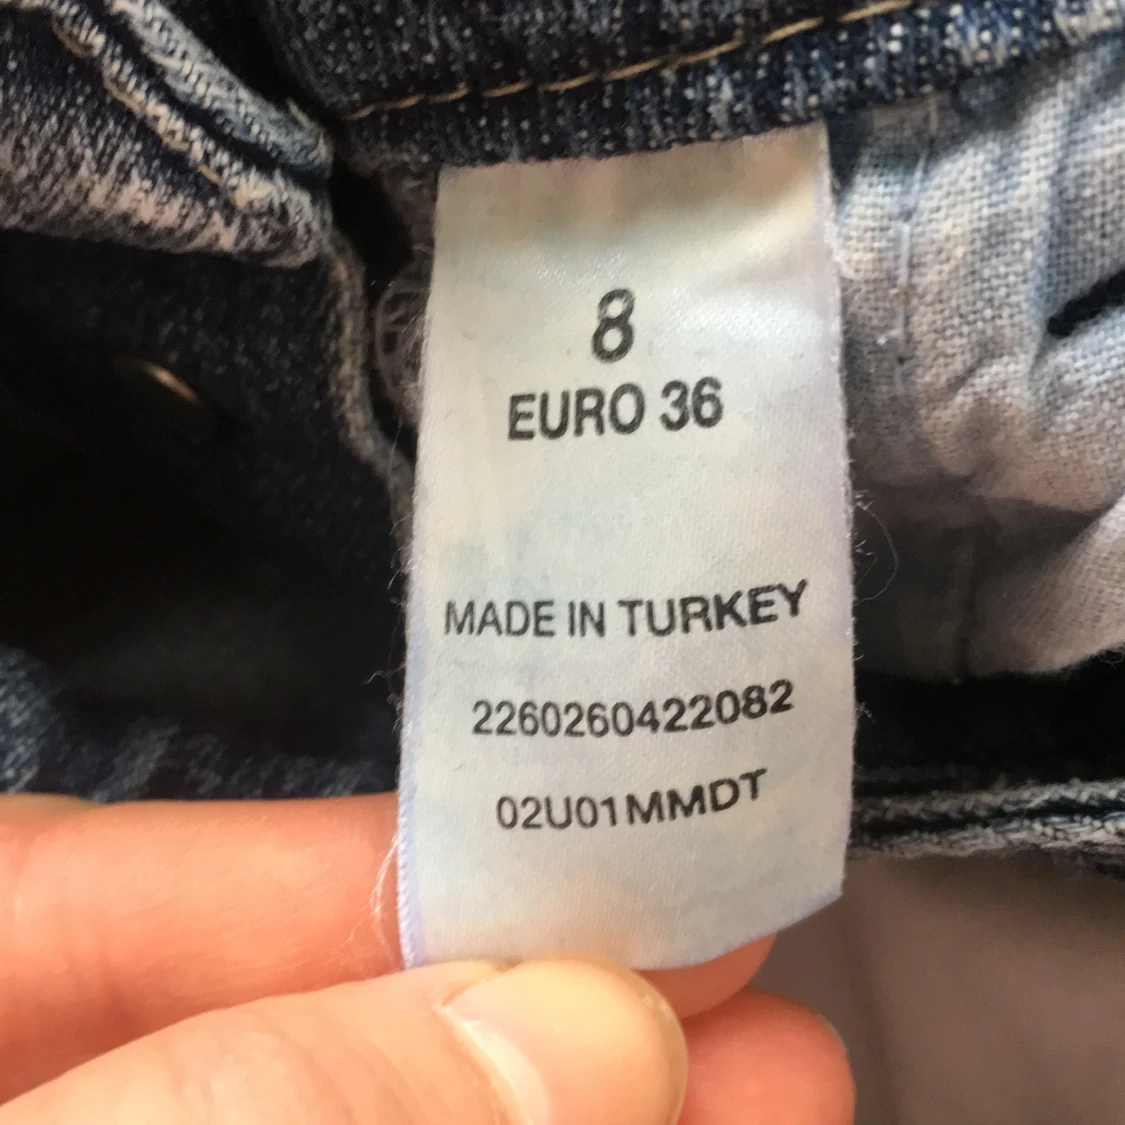 8
EURO 36
MADE IN TURKEY
2260260422082
02U01MMDT